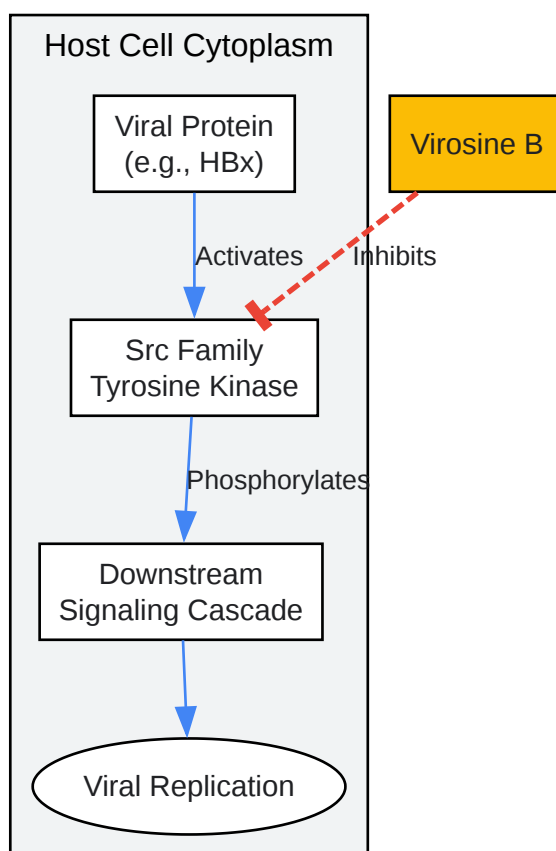 Host Cell Cytoplasm
Viral Protein
(e.g., HBx)
Virosine B
Activates
Inhibits
Src Family
Tyrosine Kinase
Phosphorylates
Downstream
Signaling Cascade
Viral Replication